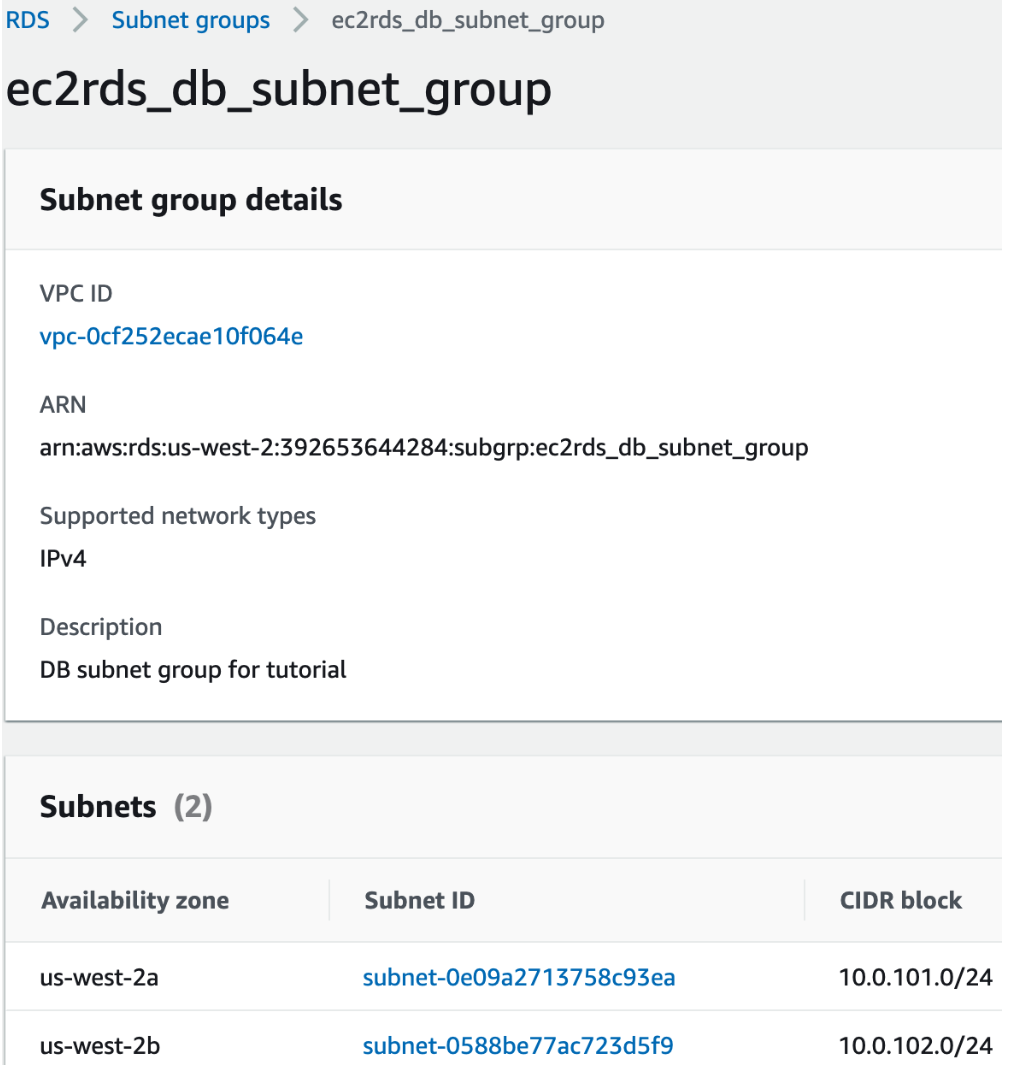 RDS > Subnet groups > ec2rds_db_subnet_group
ec2rds_db_subnet_group
Subnet group details
VPC ID
vpc-0cf252ecae10f064e
ARN
arn:aws:rds:us-west-2:392653644284:subgrp:ec2rds_db_subnet_group
Supported network types
IPv4
Description
DB subnet group for tutorial
Subnets (2)
Availability zone Subnet ID CIDR block
us-west-2a subnet-0e09a2713758c93ea 10.0.101.0/24
us-west-2b subnet-0588be77ac723d5f9 10.0.102.0/24